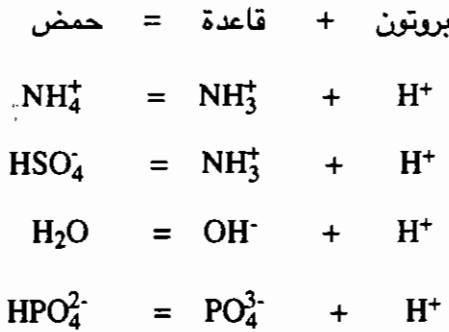 حمض = قاعدة + بروتون
NH₄⁺ = NH₃⁺ + H⁺
HSO₄⁻ = NH₃⁺ + H⁺
H₂O = OH⁻ + H⁺
HPO₄²⁻ = PO₄³⁻ + H⁺